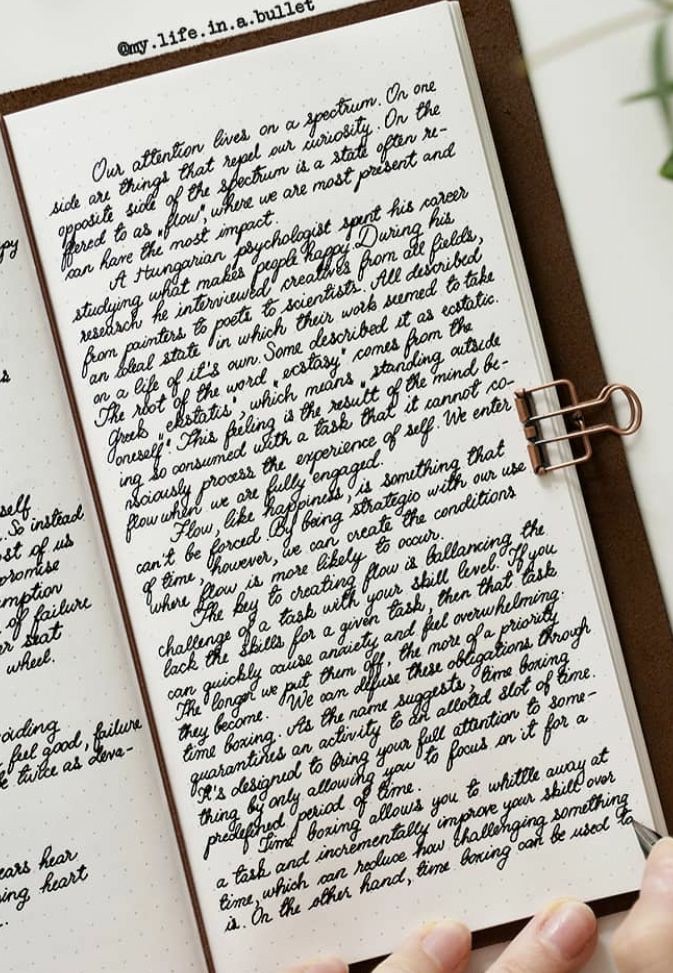 @my.life.in.a.bullet
Our attention lives on a spectrum. On one
side are things that repel our curiosity. On the
opposite side of the spectrum is a state often re-
ffered to as "flow", where we are most present and
can have the most impact.
A Hungarian psychologist spent his career
studying what makes people happy. During his
research he interviewed creatives from all fields,
from painters to poets to scientists. All described
an ideal state in which their work seemed to take
on a life of it's own. Some described it as ecstatic.
The root of the word "ecstasy" comes from the
Greek "ekstatis", which means "standing outside
oneself". This feeling is the result of the mind be-
ing so consumed with a task that it cannot co-
nsciously process the experience of self. We enter
flow when we are fully engaged.
Flow, like happiness, is something that
can't be forced. By being strategic with our use
of time, however, we can create the conditions
where flow is more likely to occur.
The key to creating flow is ballancing the
challenge of a task with your skill level. If you
lack the skills for a given task, then that task
can quickly cause anxiety and feel overwhelming.
The longer we put them off, the more of a priority
they become. We can defuse these obligations through
time boxing. As the name suggests, time boxing
quarantines an activity to an alloted slot of time.
It's designed to bring your full attention to some-
thing by only allowing you to focus on it for a
predefined period of time.
Time boxing allows you to whittle away at
a task and incrementally improve your skill over
time, which can reduce how challenging something
is. On the other hand, time boxing can be used to
self
. So instead
ost of us
promise
mption
of failure
er seat
wheel.
oiding
feel good, failure
be twice as deva-
ears hear
sing heart